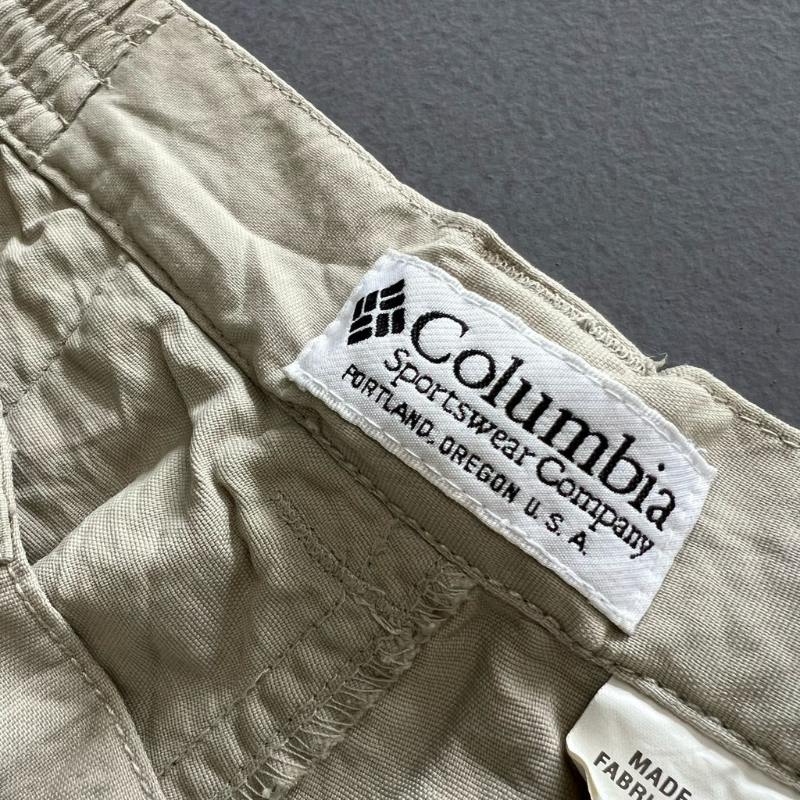 Columbia
Sportswear Company
PORTLAND, OREGON U.S.A.
MADE